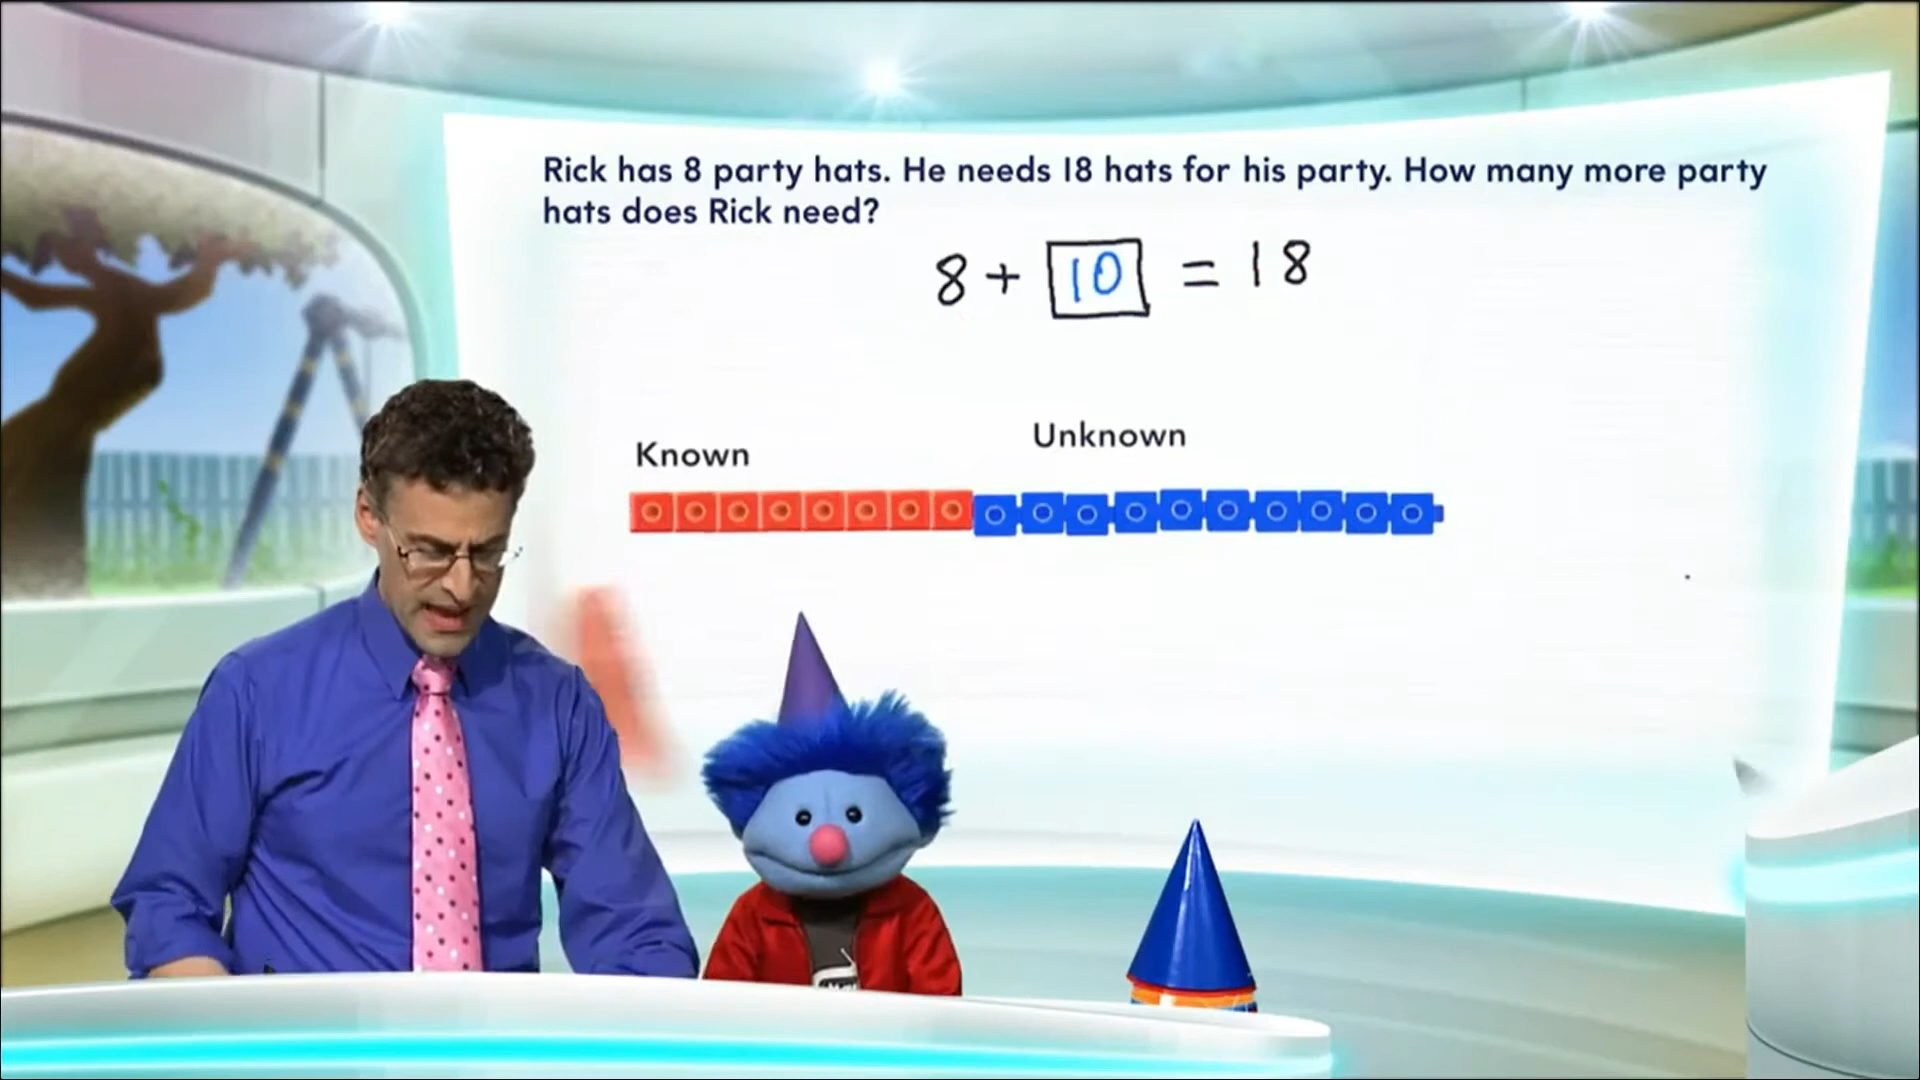 Rick has 8 party hats. He needs 18 hats for his party. How many more party
hats does Rick need?
8 + 10 = 18
Unknown
Known